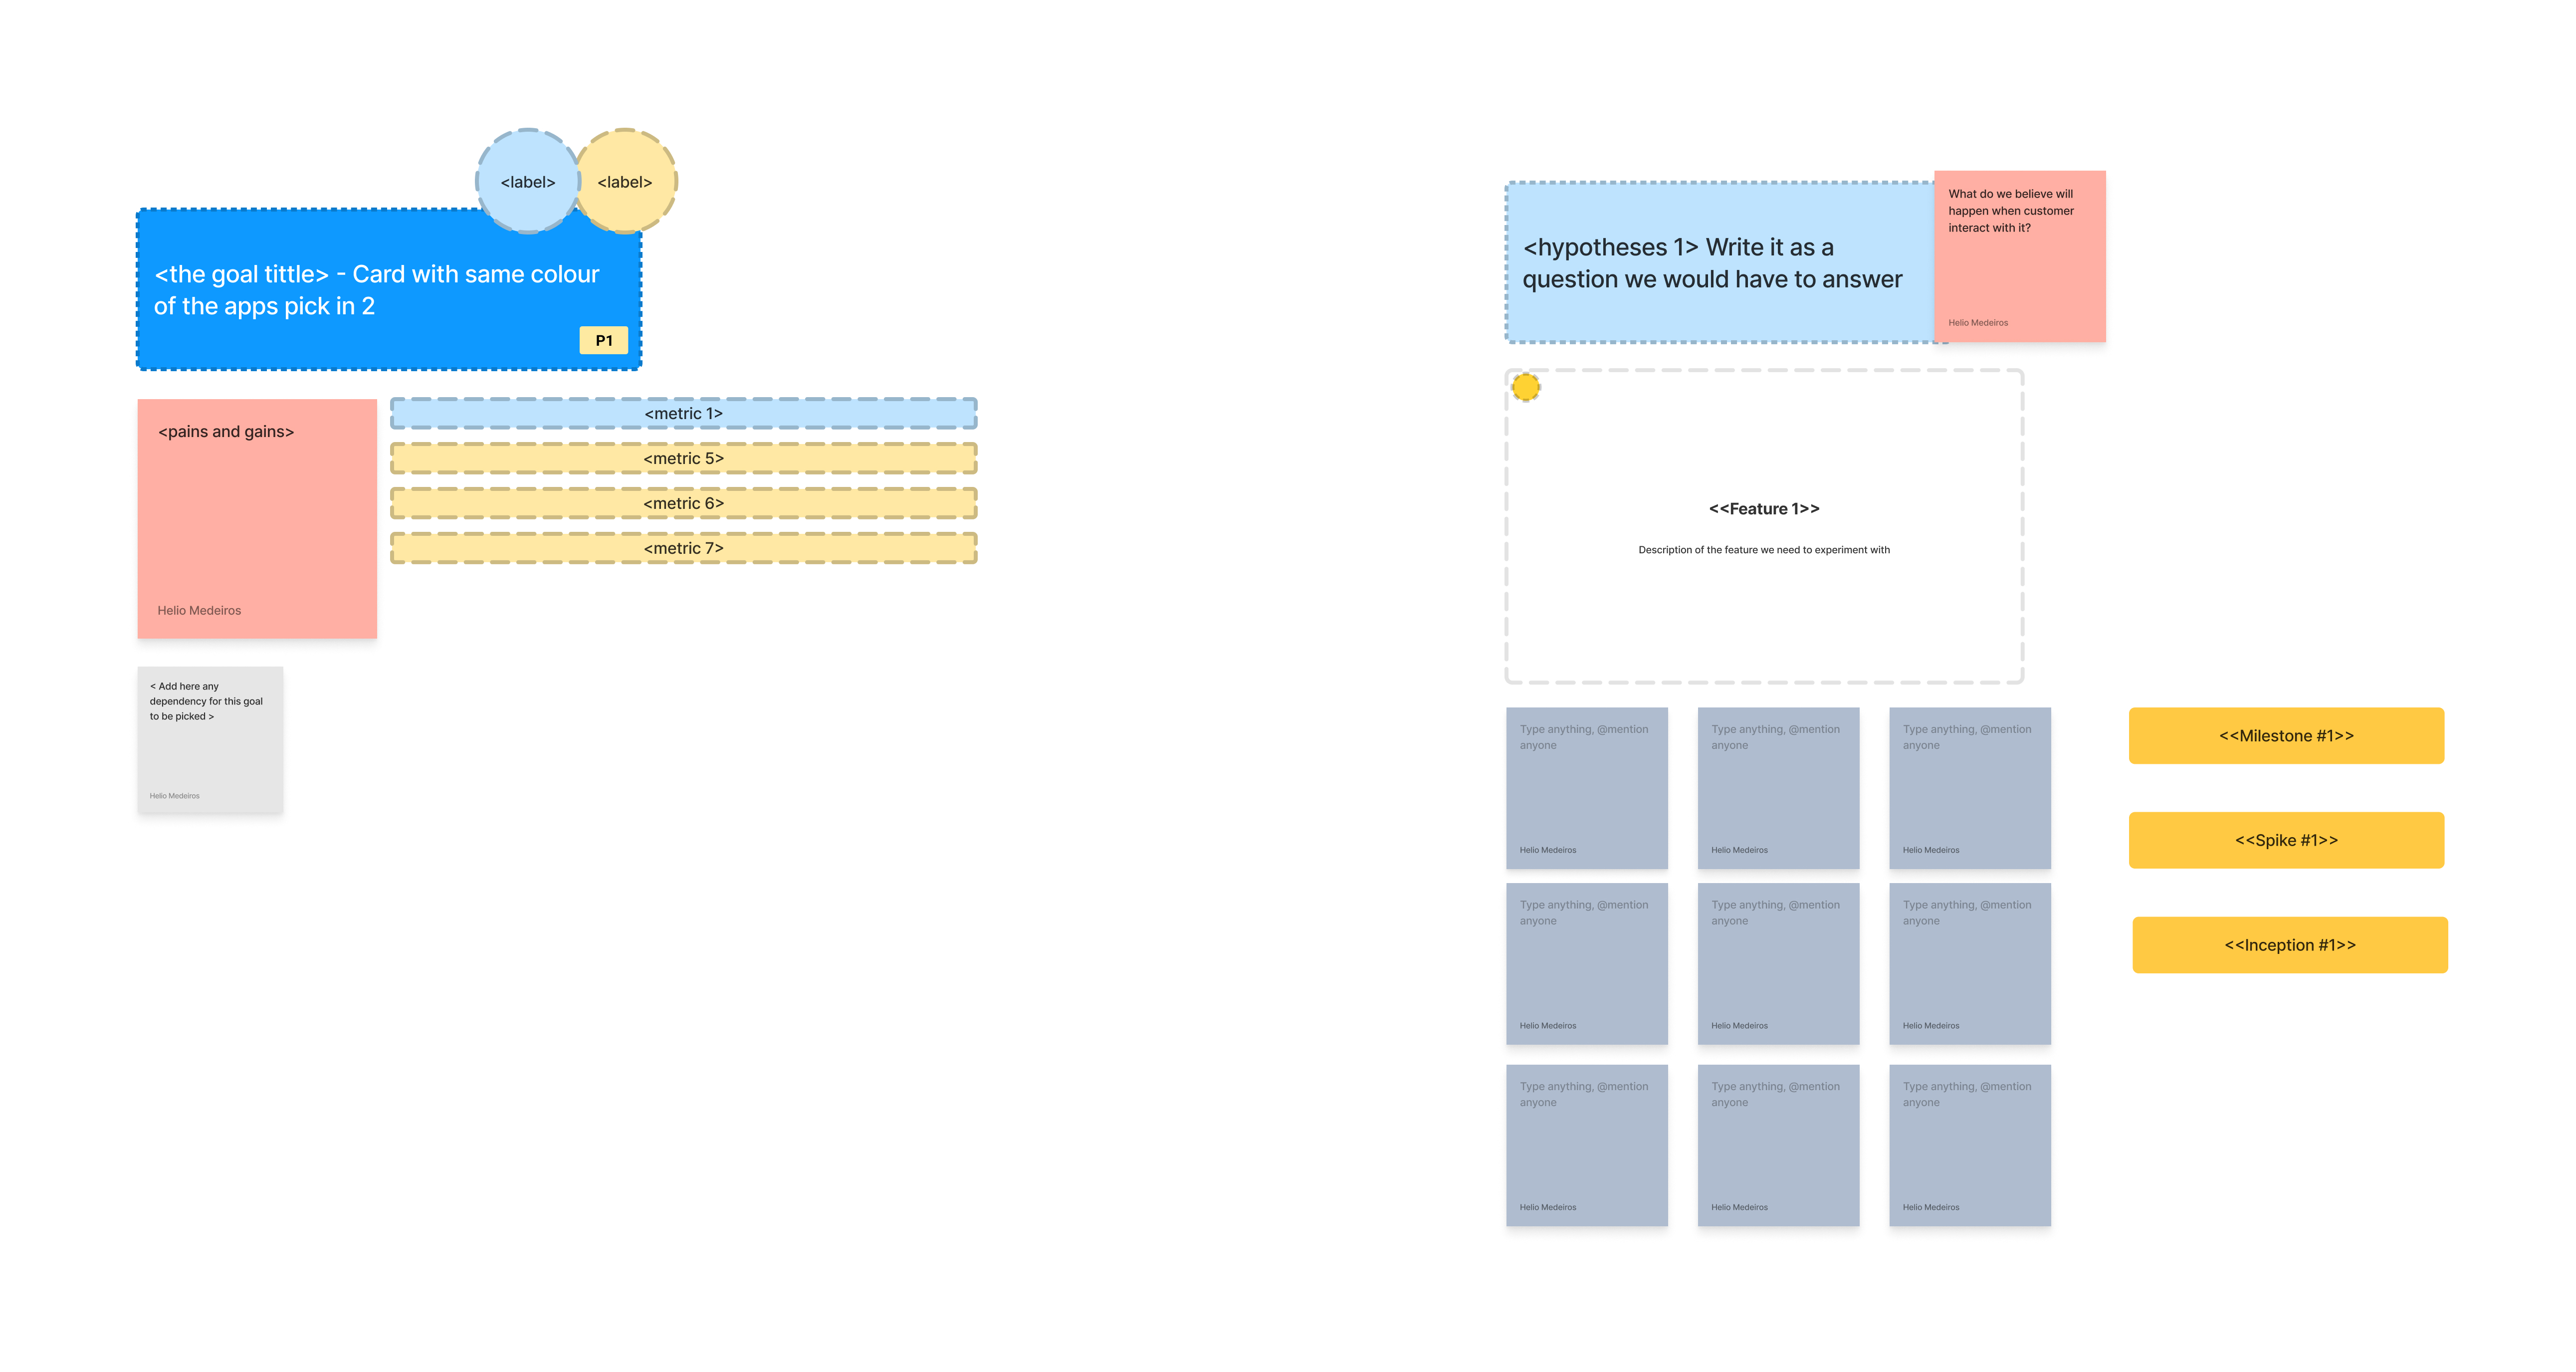 <label>
<label>
<the goal tittle> - Card with same colour
of the apps pick in 2
P1
<pains and gains>
Helio Medeiros
<metric 1>
<metric 5>
<metric 6>
<metric 7>
< Add here any
dependency for this goal
to be picked >
Helio Medeiros
<hypotheses 1> Write it as a
question we would have to answer
What do we believe will
happen when customer
interact with it?
Helio Medeiros
<<Feature 1>>
Description of the feature we need to experiment with
Type anything, @mention
anyone
Helio Medeiros
Type anything, @mention
anyone
Helio Medeiros
Type anything, @mention
anyone
Helio Medeiros
Type anything, @mention
anyone
Helio Medeiros
Type anything, @mention
anyone
Helio Medeiros
Type anything, @mention
anyone
Helio Medeiros
Type anything, @mention
anyone
Helio Medeiros
Type anything, @mention
anyone
Helio Medeiros
Type anything, @mention
anyone
Helio Medeiros
<<Milestone #1>>
<<Spike #1>>
<<Inception #1>>